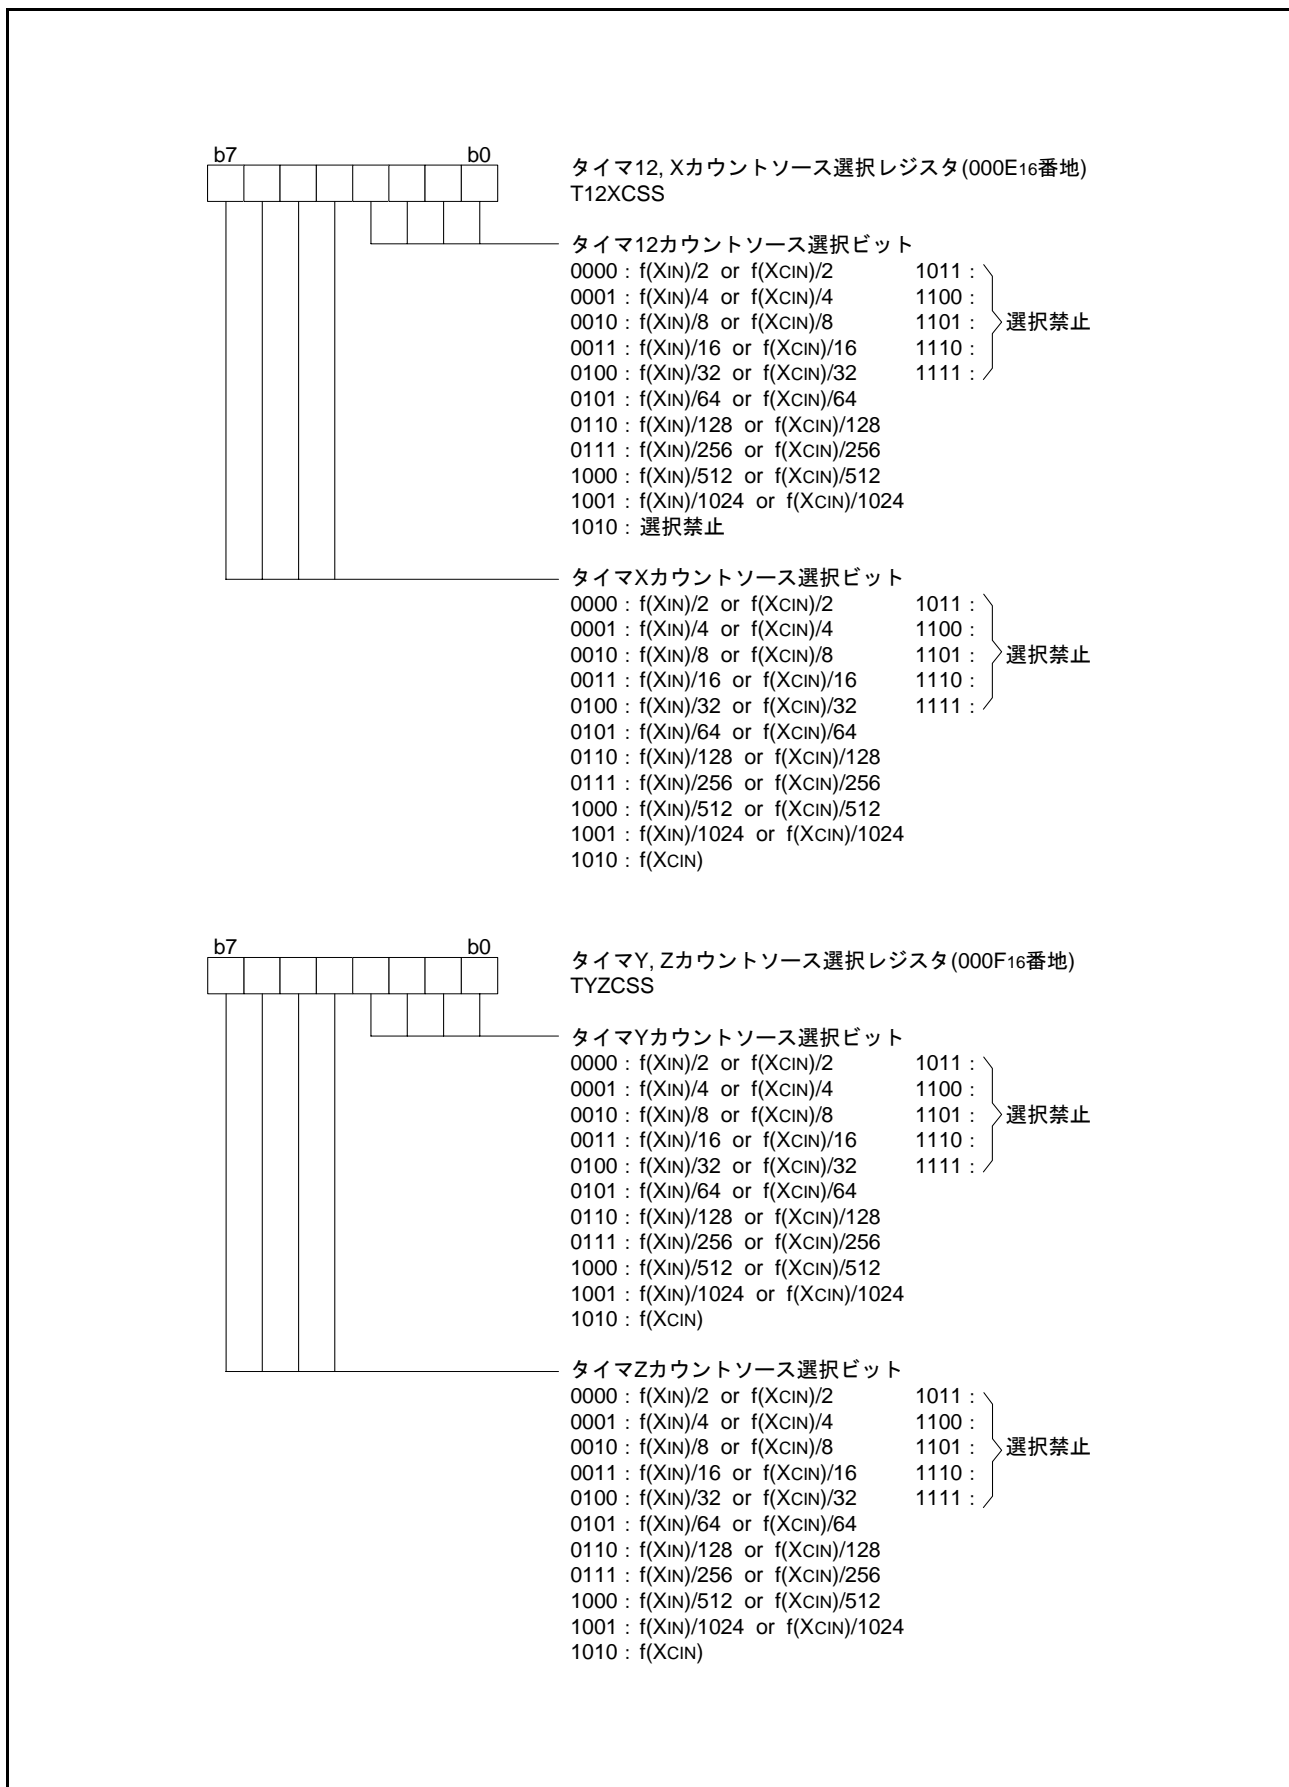 b7 b0
タイマ12, Xカウントソース選択レジスタ(000E16番地)
T12XCSS
タイマ12カウントソース選択ビット
0000 : f(XIN)/2 or f(XCIN)/2 1011 :
0001 : f(XIN)/4 or f(XCIN)/4 1100 :
0010 : f(XIN)/8 or f(XCIN)/8 1101 : 選択禁止
0011 : f(XIN)/16 or f(XCIN)/16 1110 :
0100 : f(XIN)/32 or f(XCIN)/32 1111 :
0101 : f(XIN)/64 or f(XCIN)/64
0110 : f(XIN)/128 or f(XCIN)/128
0111 : f(XIN)/256 or f(XCIN)/256
1000 : f(XIN)/512 or f(XCIN)/512
1001 : f(XIN)/1024 or f(XCIN)/1024
1010 : 選択禁止
タイマXカウントソース選択ビット
0000 : f(XIN)/2 or f(XCIN)/2 1011 :
0001 : f(XIN)/4 or f(XCIN)/4 1100 :
0010 : f(XIN)/8 or f(XCIN)/8 1101 : 選択禁止
0011 : f(XIN)/16 or f(XCIN)/16 1110 :
0100 : f(XIN)/32 or f(XCIN)/32 1111 :
0101 : f(XIN)/64 or f(XCIN)/64
0110 : f(XIN)/128 or f(XCIN)/128
0111 : f(XIN)/256 or f(XCIN)/256
1000 : f(XIN)/512 or f(XCIN)/512
1001 : f(XIN)/1024 or f(XCIN)/1024
1010 : f(XCIN)
b7 b0
タイマY, Zカウントソース選択レジスタ(000F16番地)
TYZCSS
タイマYカウントソース選択ビット
0000 : f(XIN)/2 or f(XCIN)/2 1011 :
0001 : f(XIN)/4 or f(XCIN)/4 1100 :
0010 : f(XIN)/8 or f(XCIN)/8 1101 : 選択禁止
0011 : f(XIN)/16 or f(XCIN)/16 1110 :
0100 : f(XIN)/32 or f(XCIN)/32 1111 :
0101 : f(XIN)/64 or f(XCIN)/64
0110 : f(XIN)/128 or f(XCIN)/128
0111 : f(XIN)/256 or f(XCIN)/256
1000 : f(XIN)/512 or f(XCIN)/512
1001 : f(XIN)/1024 or f(XCIN)/1024
1010 : f(XCIN)
タイマZカウントソース選択ビット
0000 : f(XIN)/2 or f(XCIN)/2 1011 :
0001 : f(XIN)/4 or f(XCIN)/4 1100 :
0010 : f(XIN)/8 or f(XCIN)/8 1101 : 選択禁止
0011 : f(XIN)/16 or f(XCIN)/16 1110 :
0100 : f(XIN)/32 or f(XCIN)/32 1111 :
0101 : f(XIN)/64 or f(XCIN)/64
0110 : f(XIN)/128 or f(XCIN)/128
0111 : f(XIN)/256 or f(XCIN)/256
1000 : f(XIN)/512 or f(XCIN)/512
1001 : f(XIN)/1024 or f(XCIN)/1024
1010 : f(XCIN)